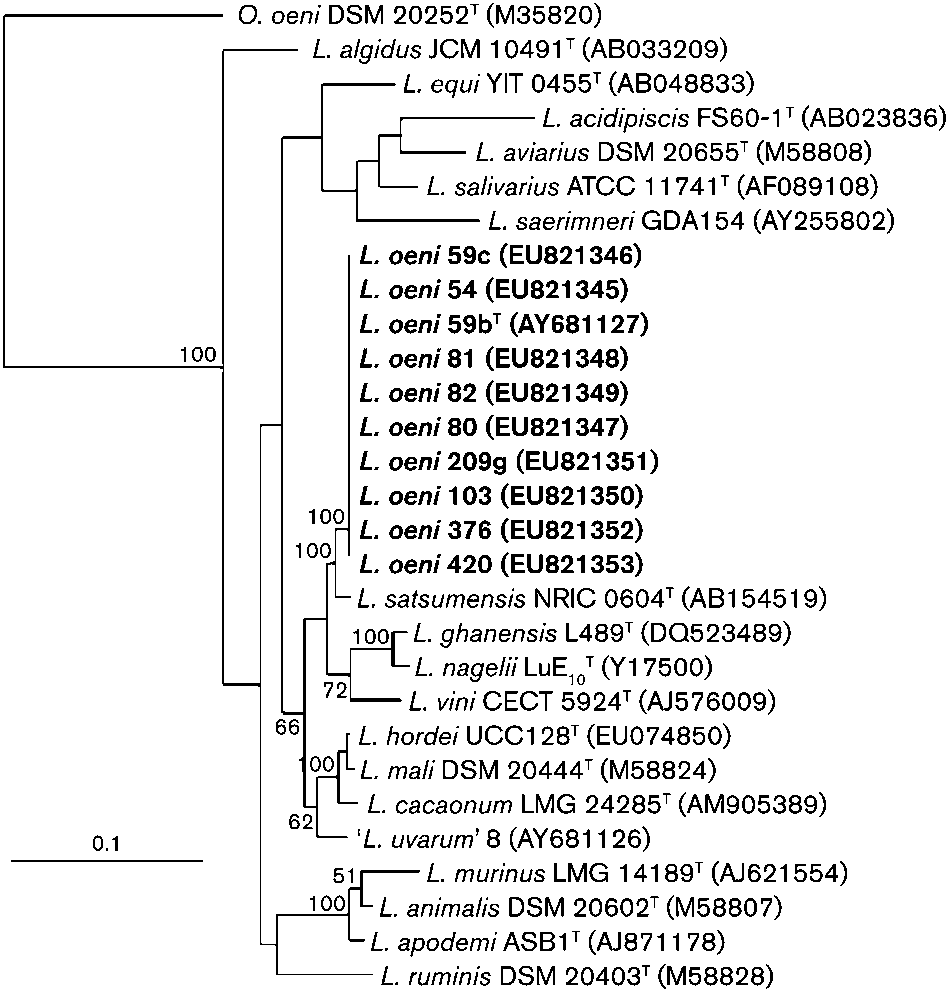 O. oeni DSM 20252ᵀ (M35820)
L. algidus JCM 10491ᵀ (AB033209)
L. equi YIT 0455ᵀ (AB048833)
L. acidipiscis FS60-1ᵀ (AB023836)
L. aviarius DSM 20655ᵀ (M58808)
L. salivarius ATCC 11741ᵀ (AF089108)
L. saerimneri GDA154 (AY255802)
L. oeni 59c (EU821346)
L. oeni 54 (EU821345)
L. oeni 59bᵀ (AY681127)
100
L. oeni 81 (EU821348)
L. oeni 82 (EU821349)
L. oeni 80 (EU821347)
L. oeni 209g (EU821351)
L. oeni 103 (EU821350)
100
L. oeni 376 (EU821352)
100
L. oeni 420 (EU821353)
L. satsumensis NRIC 0604ᵀ (AB154519)
100
L. ghanensis L489ᵀ (DQ523489)
L. nagelii LuE₁₀ᵀ (Y17500)
72
L. vini CECT 5924ᵀ (AJ576009)
66
L. hordei UCC128ᵀ (EU074850)
100
L. mali DSM 20444ᵀ (M58824)
L. cacaonum LMG 24285ᵀ (AM905389)
62
‘L. uvarum’ 8 (AY681126)
0.1
51
L. murinus LMG 14189ᵀ (AJ621554)
100
L. animalis DSM 20602ᵀ (M58807)
L. apodemi ASB1ᵀ (AJ871178)
L. ruminis DSM 20403ᵀ (M58828)